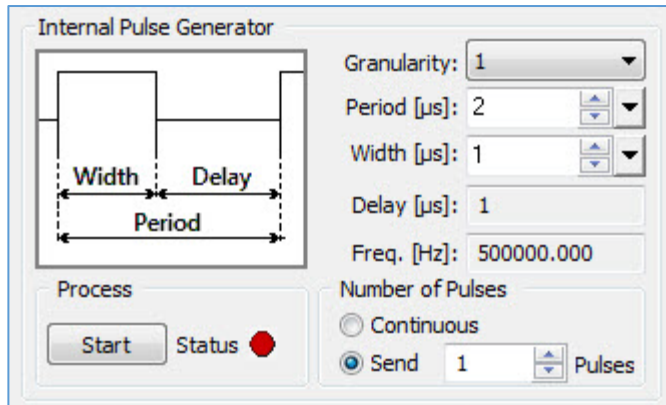 Internal Pulse Generator
Width Delay
Period
Granularity: 1
Period [µs]: 2
Width [µs]: 1
Delay [µs]: 1
Freq. [Hz]: 500000.000
Process
Start Status
Number of Pulses
Continuous
Send 1 Pulses